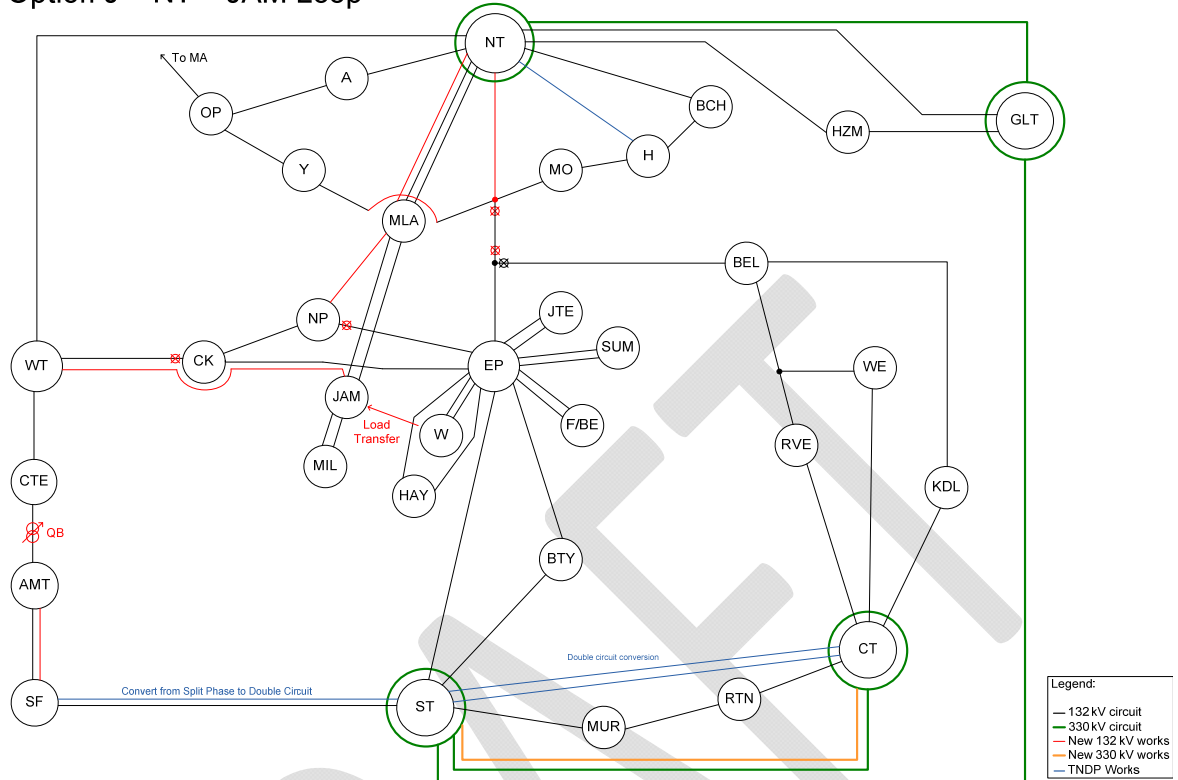 Option J – NT – JAM Loop
NT
To MA
A
OP
BCH
GLT
HZM
H
MO
Y
MLA
BEL
NP
JTE
SUM
WT
CK
EP
WE
JAM
Load
Transfer
W
F/BE
RVE
MIL
HAY
CTE
KDL
QB
BTY
AMT
CT
Double circuit conversion
Convert from Split Phase to Double Circuit
SF
ST
RTN
MUR
Legend:
132 kV circuit
330 kV circuit
New 132 kV works
New 330 kV works
TNDP Works